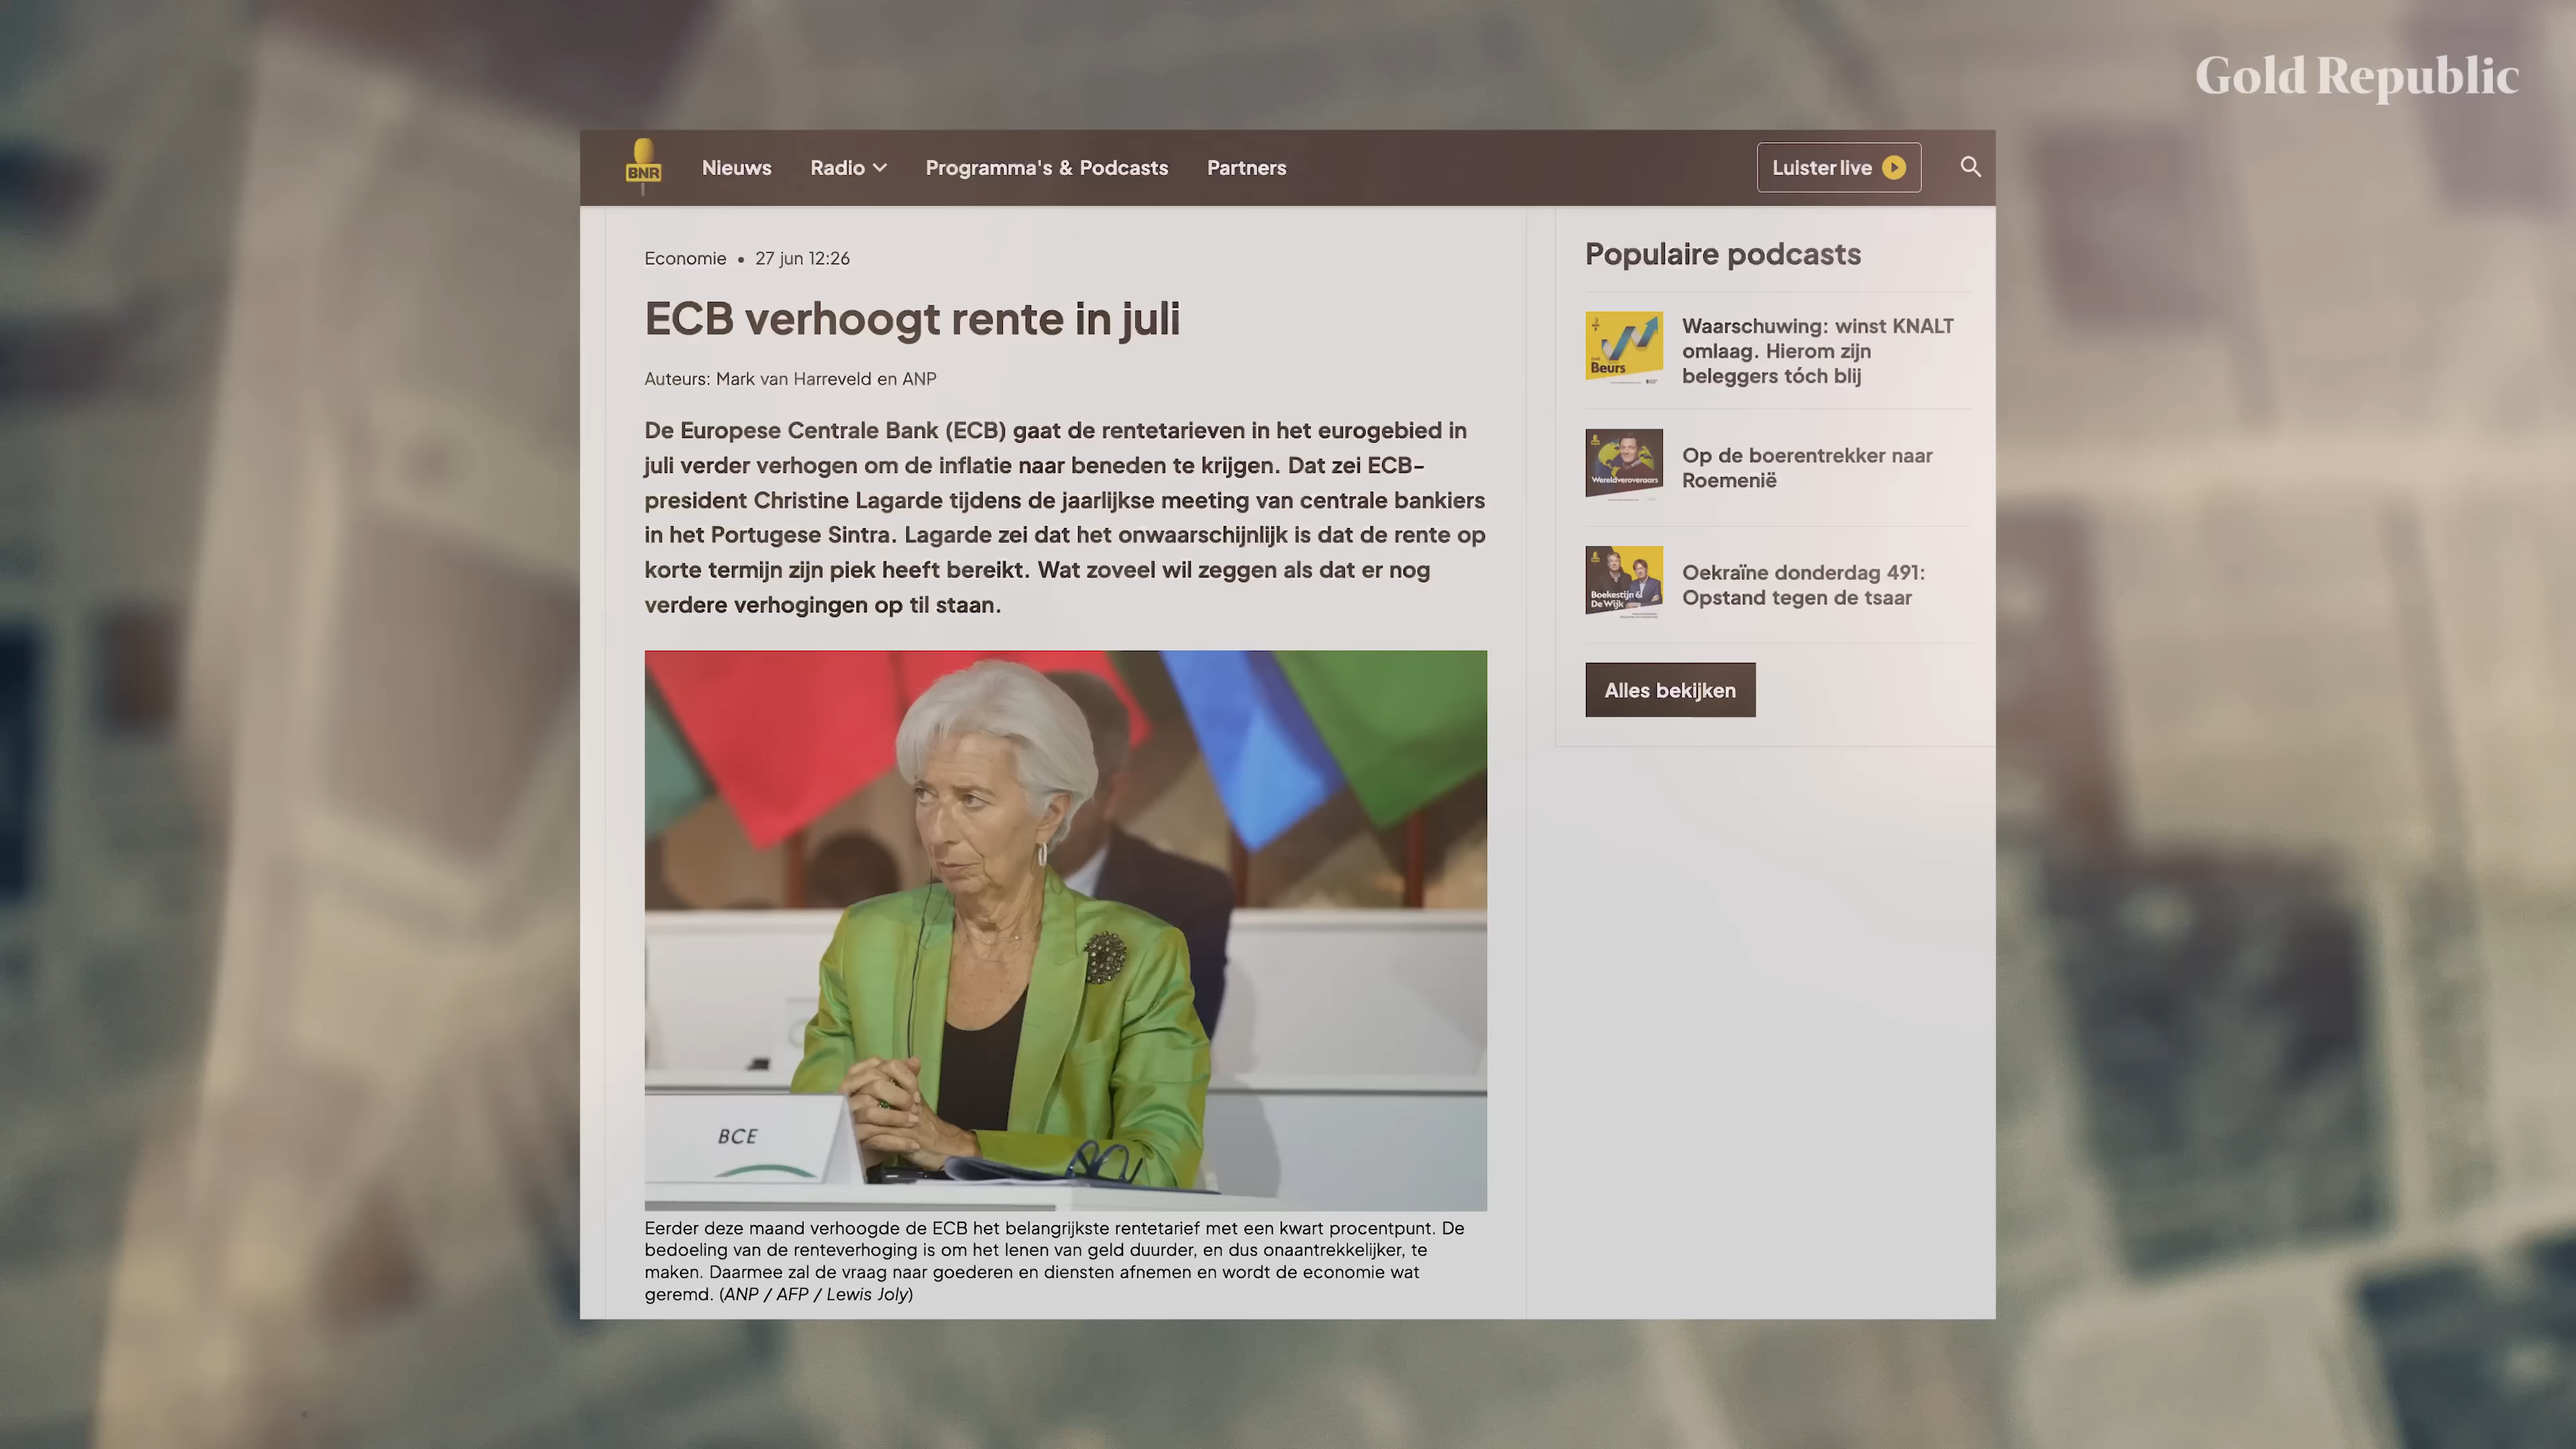 Gold Republic
BNR
Nieuws
Radio
Programma's & Podcasts
Partners
Luister live
Economie • 27 jun 12:26
ECB verhoogt rente in juli
Auteurs: Mark van Harreveld en ANP
De Europese Centrale Bank (ECB) gaat de rentetarieven in het eurogebied in
juli verder verhogen om de inflatie naar beneden te krijgen. Dat zei ECB-
president Christine Lagarde tijdens de jaarlijkse meeting van centrale bankiers
in het Portugese Sintra. Lagarde zei dat het onwaarschijnlijk is dat de rente op
korte termijn zijn piek heeft bereikt. Wat zoveel wil zeggen als dat er nog
verdere verhogingen op til staan.
BCE
Eerder deze maand verhoogde de ECB het belangrijkste rentetarief met een kwart procentpunt. De
bedoeling van de renteverhoging is om het lenen van geld duurder, en dus onaantrekkelijker, te
maken. Daarmee zal de vraag naar goederen en diensten afnemen en wordt de economie wat
geremd. (ANP / AFP / Lewis Joly)
Populaire podcasts
Beurs
Waarschuwing: winst KNALT
omlaag. Hierom zijn
beleggers tóch blij
Wereldveroveraars
Op de boerentrekker naar
Roemenië
Boekestijn &
De Wijk
Oekraïne donderdag 491:
Opstand tegen de tsaar
Alles bekijken